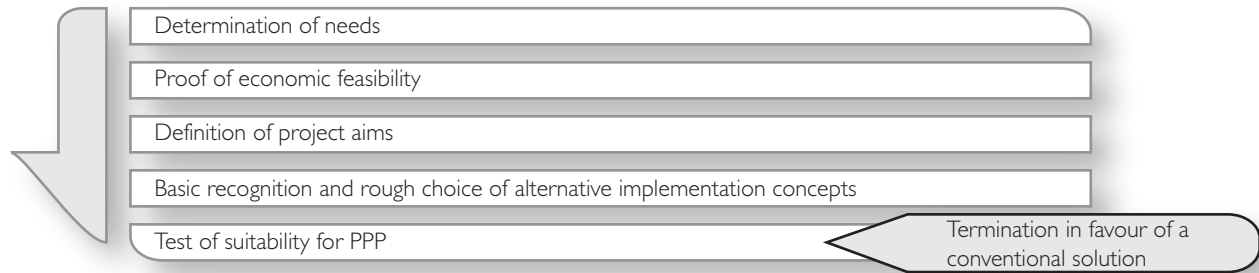 Determination of needs
Proof of economic feasibility
Definition of project aims
Basic recognition and rough choice of alternative implementation concepts
Test of suitability for PPP
Termination in favour of a
conventional solution